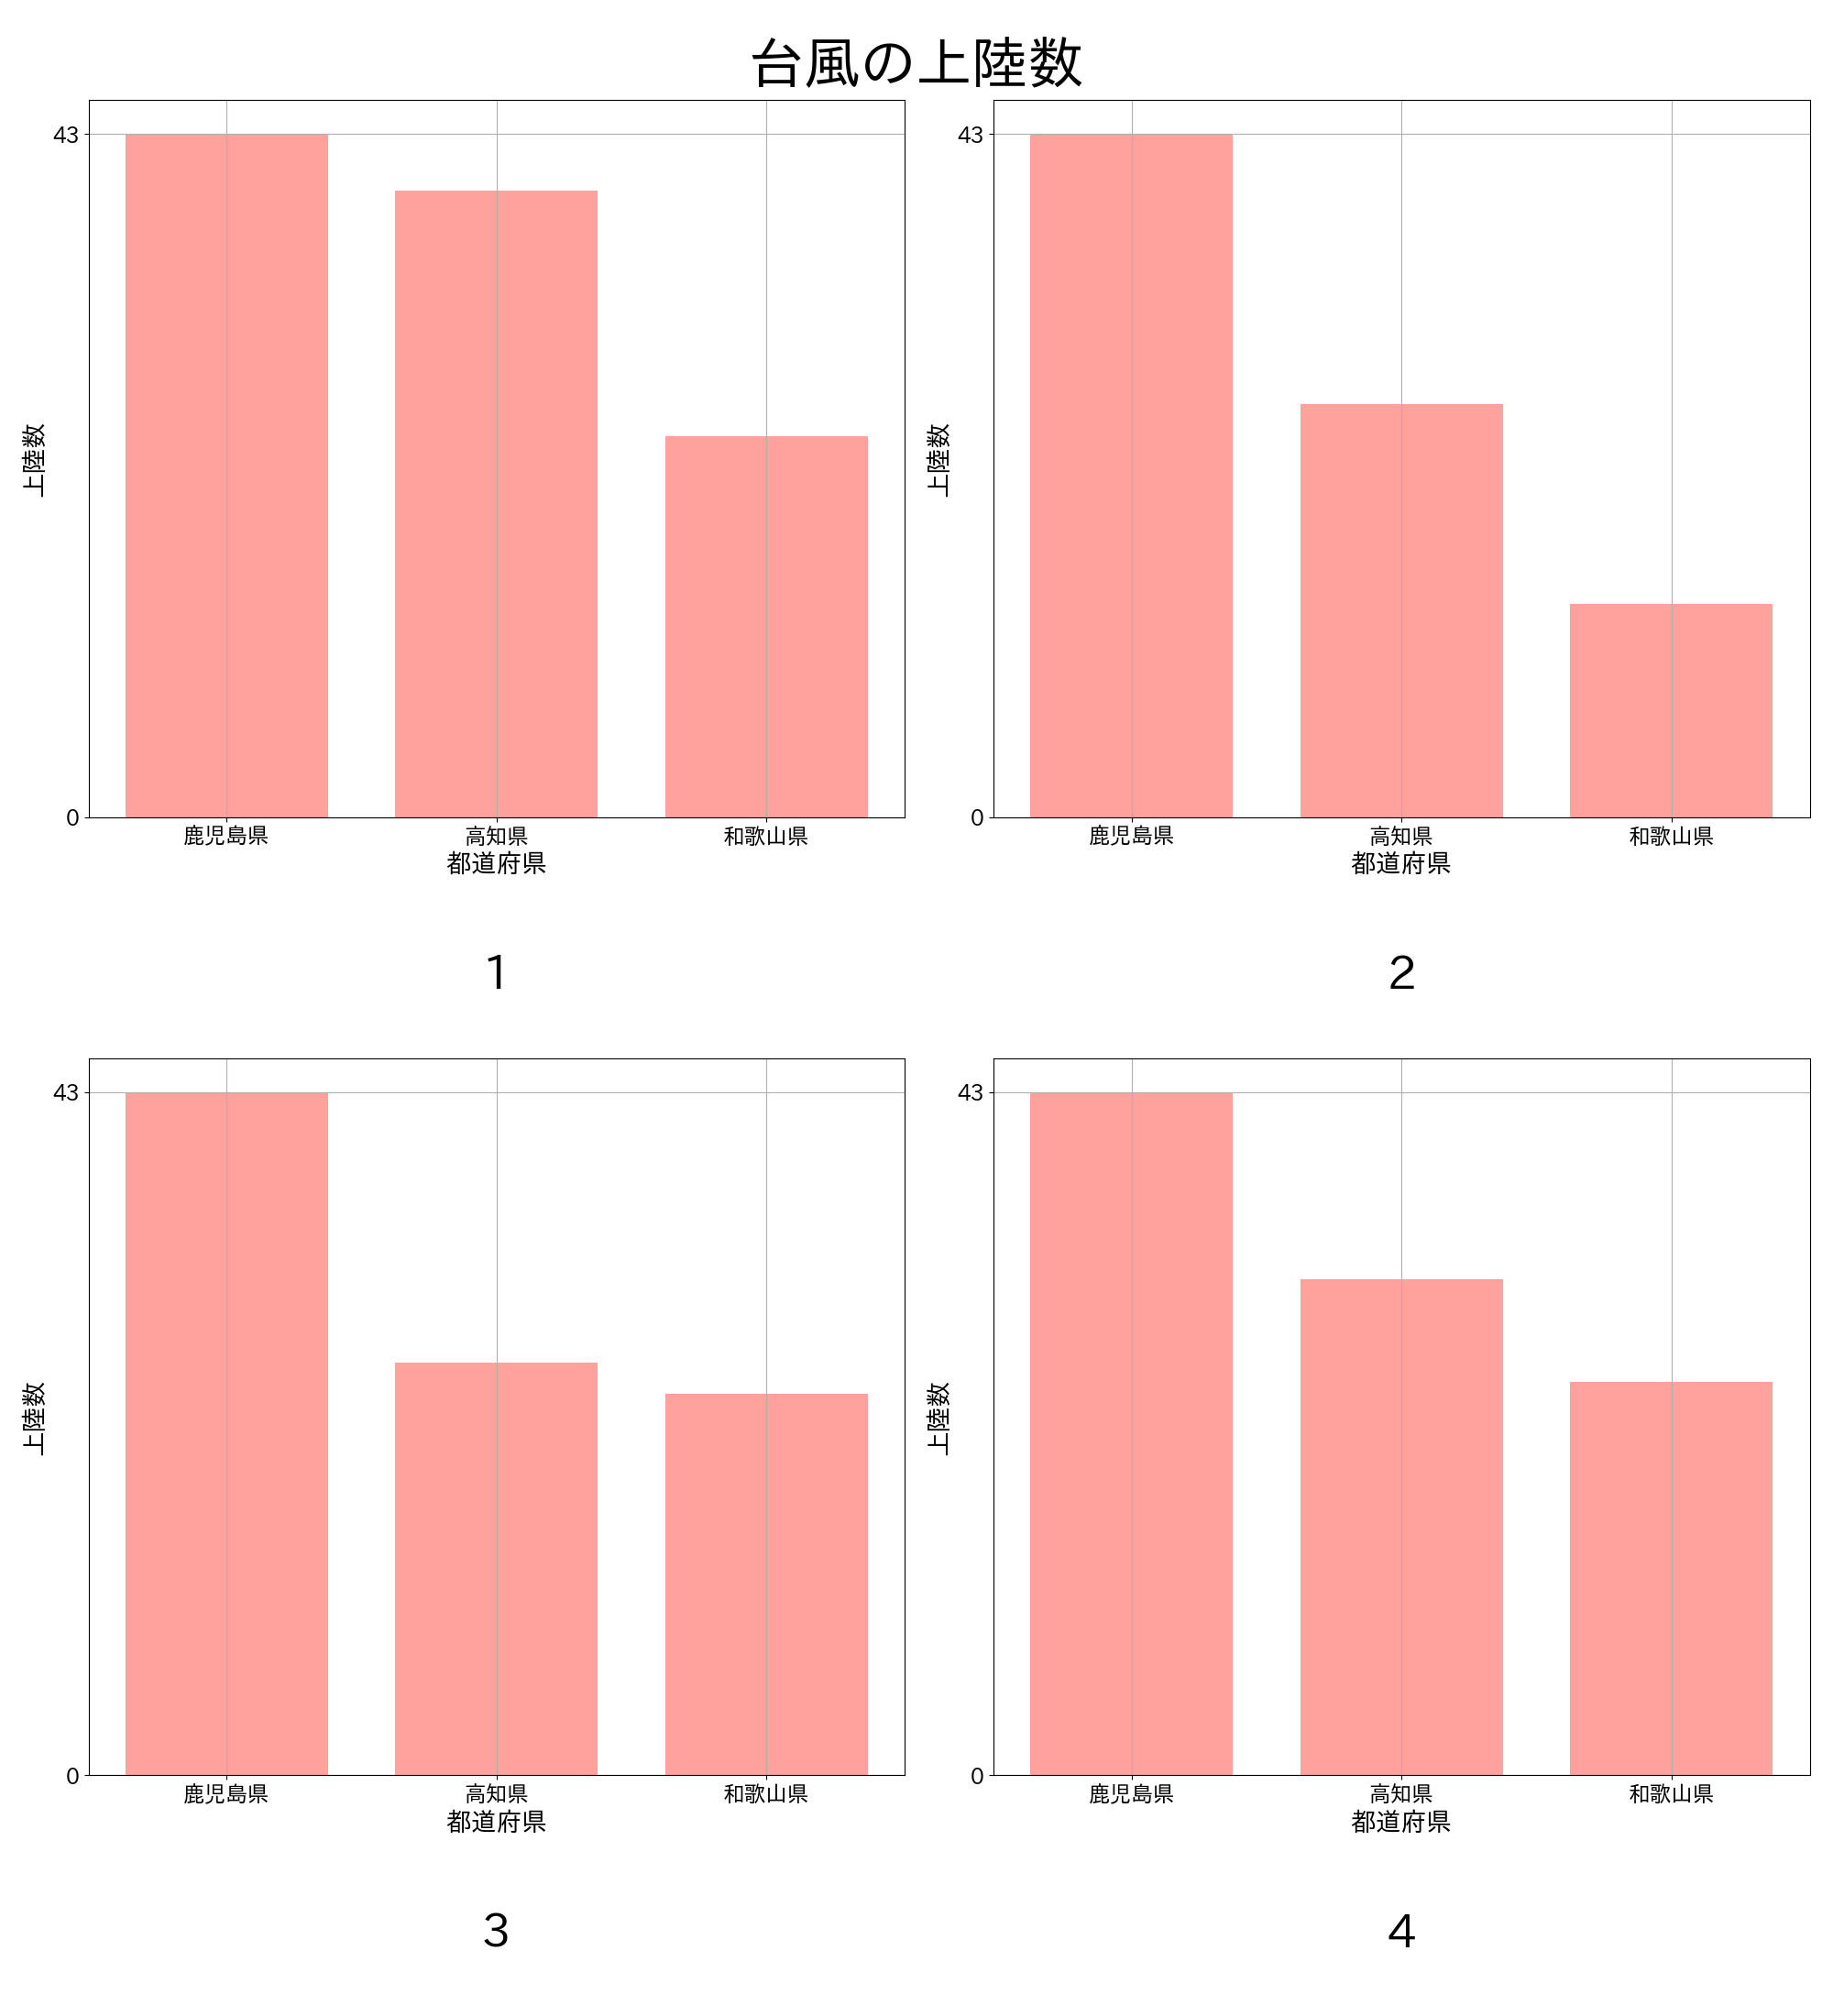 台風の上陸数
43
0
上陸数
鹿児島県 高知県 和歌山県
都道府県
1
43
0
上陸数
鹿児島県 高知県 和歌山県
都道府県
2
43
0
上陸数
鹿児島県 高知県 和歌山県
都道府県
3
43
0
上陸数
鹿児島県 高知県 和歌山県
都道府県
4